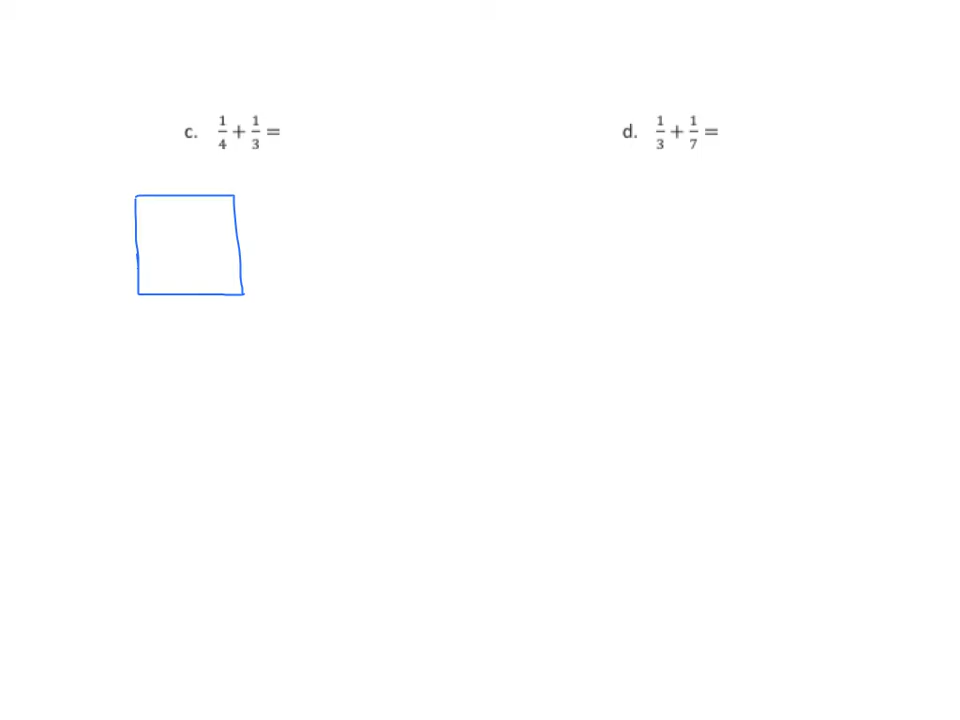 c. 1/4 + 1/3 =
d. 1/3 + 1/7 =